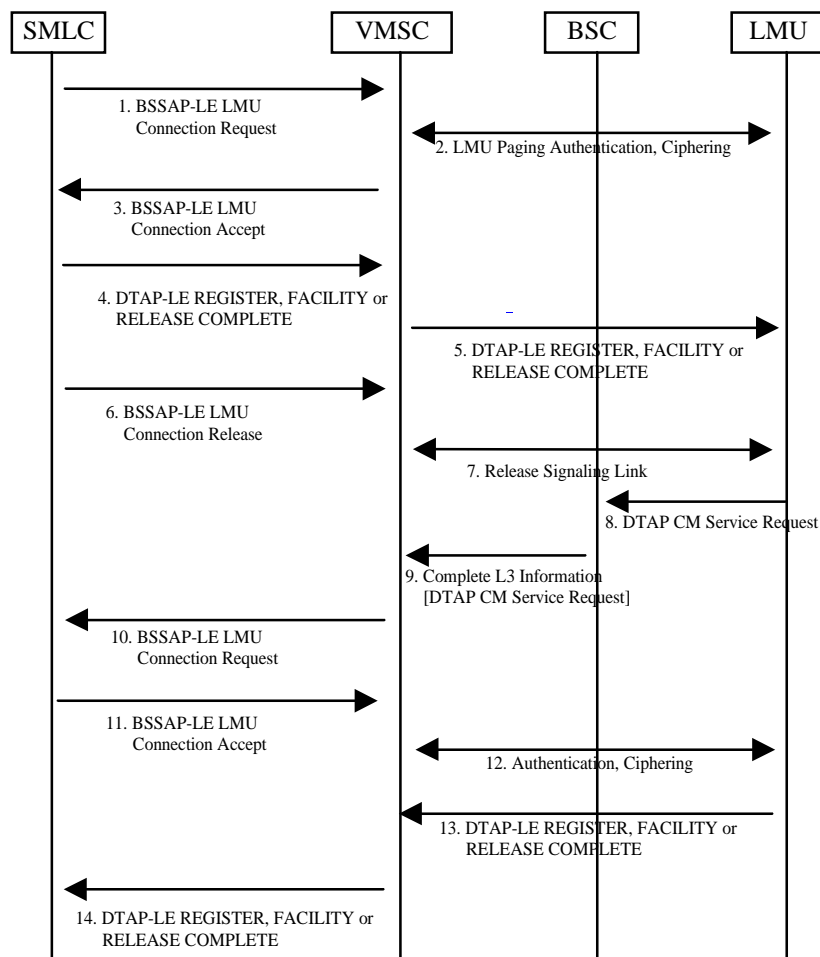 SMLC VMSC BSC LMU
1. BSSAP-LE LMU
Connection Request
2. LMU Paging Authentication, Ciphering
3. BSSAP-LE LMU
Connection Accept
4. DTAP-LE REGISTER, FACILITY or
RELEASE COMPLETE
5. DTAP-LE REGISTER, FACILITY or
RELEASE COMPLETE
6. BSSAP-LE LMU
Connection Release
7. Release Signaling Link
8. DTAP CM Service Request
9. Complete L3 Information
[DTAP CM Service Request]
10. BSSAP-LE LMU
Connection Request
11. BSSAP-LE LMU
Connection Accept
12. Authentication, Ciphering
13. DTAP-LE REGISTER, FACILITY or
RELEASE COMPLETE
14. DTAP-LE REGISTER, FACILITY or
RELEASE COMPLETE